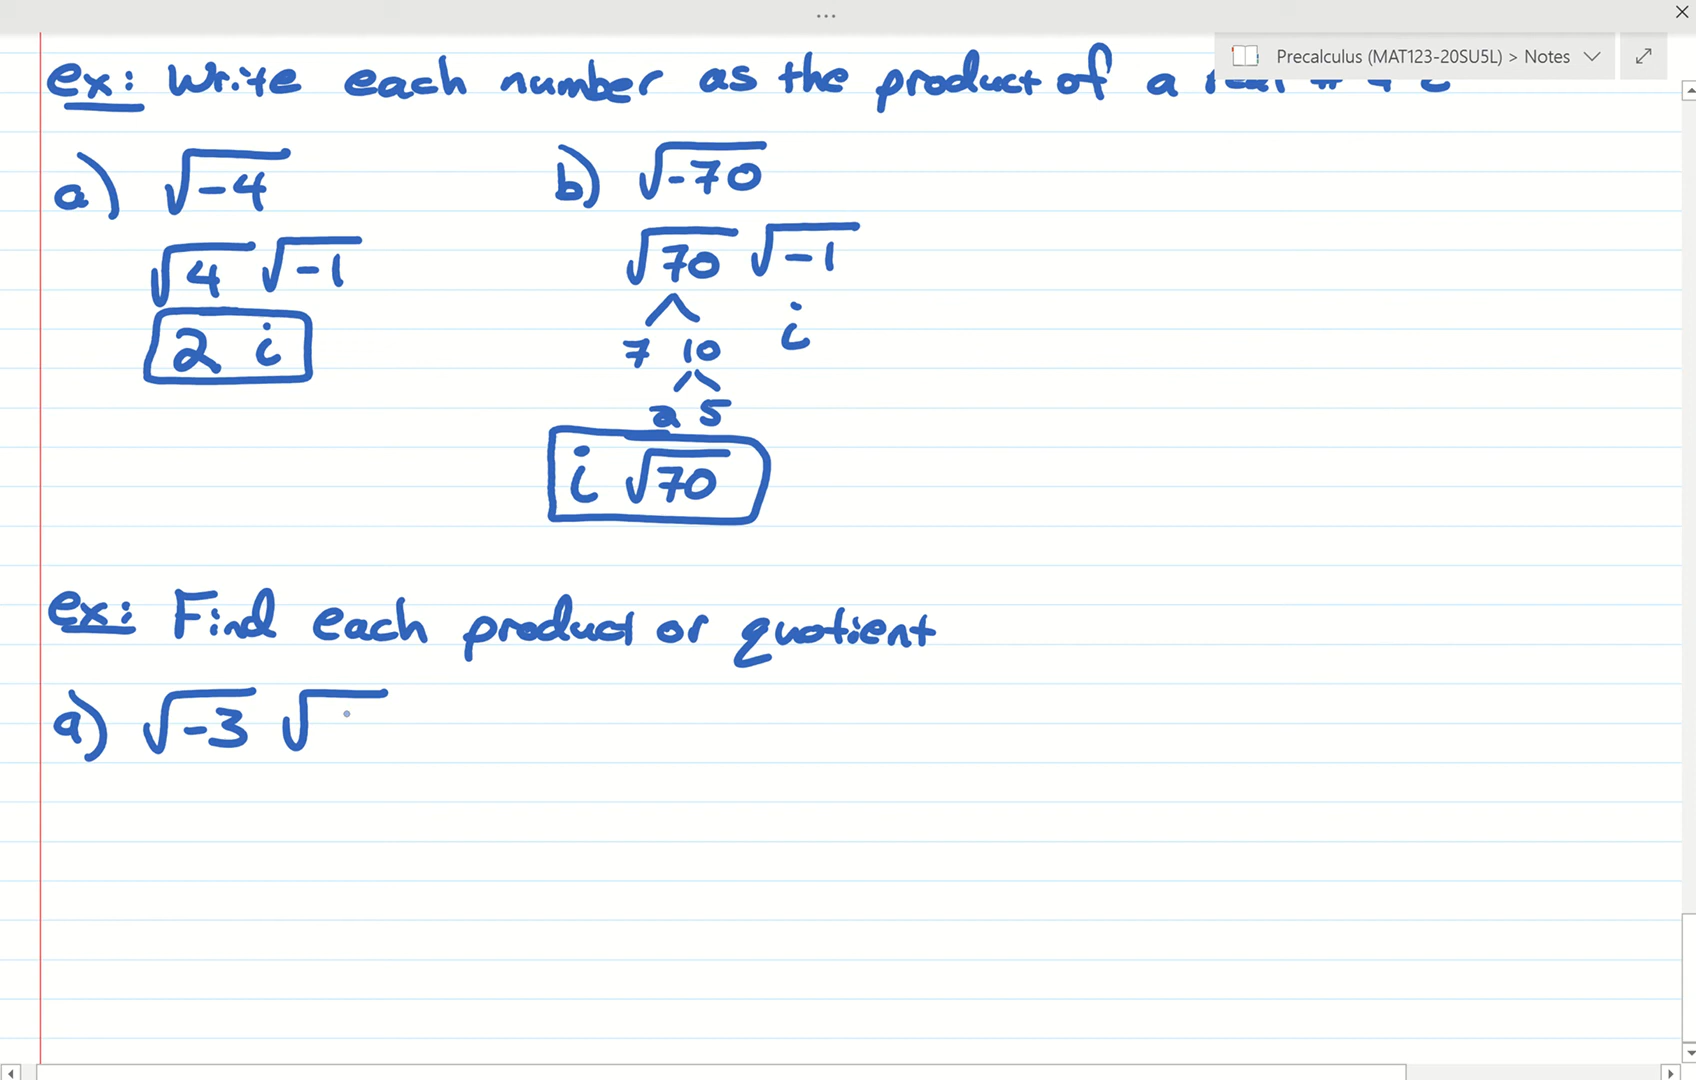 Precalculus (MAT123-20SU5L) > Notes
ex: Write each number as the product of a
a) √-4
√4 √-1
2 i
b) √-70
√70 √-1
7 10 i
2 5
i √70
ex: Find each product or quotient
a) √-3 √